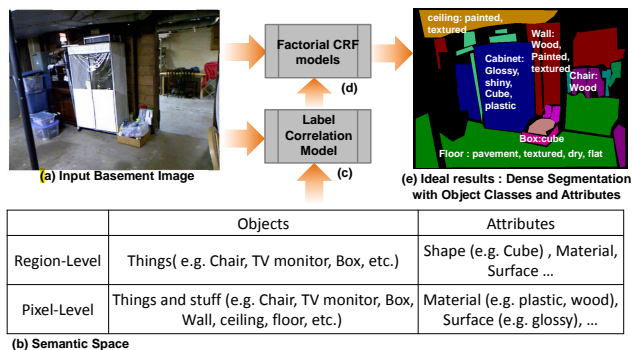 ceiling: painted,
textured
Wall:
Wood,
Painted,
textured
Cabinet:
Glossy,
shiny,
Cube,
plastic
Chair:
Wood
Box:cube
Floor : pavement, textured, dry, flat
Factorial CRF
models
(d)
Label
Correlation
Model
(c)
(a) Input Basement Image
(e) Ideal results : Dense Segmentation
with Object Classes and Attributes
Objects
Attributes
Region-Level
Things( e.g. Chair, TV monitor, Box, etc.)
Shape (e.g. Cube) , Material,
Surface ...
Pixel-Level
Things and stuff (e.g. Chair, TV monitor, Box,
Wall, ceiling, floor, etc.)
Material (e.g. plastic, wood),
Surface (e.g. glossy), ...
(b) Semantic Space